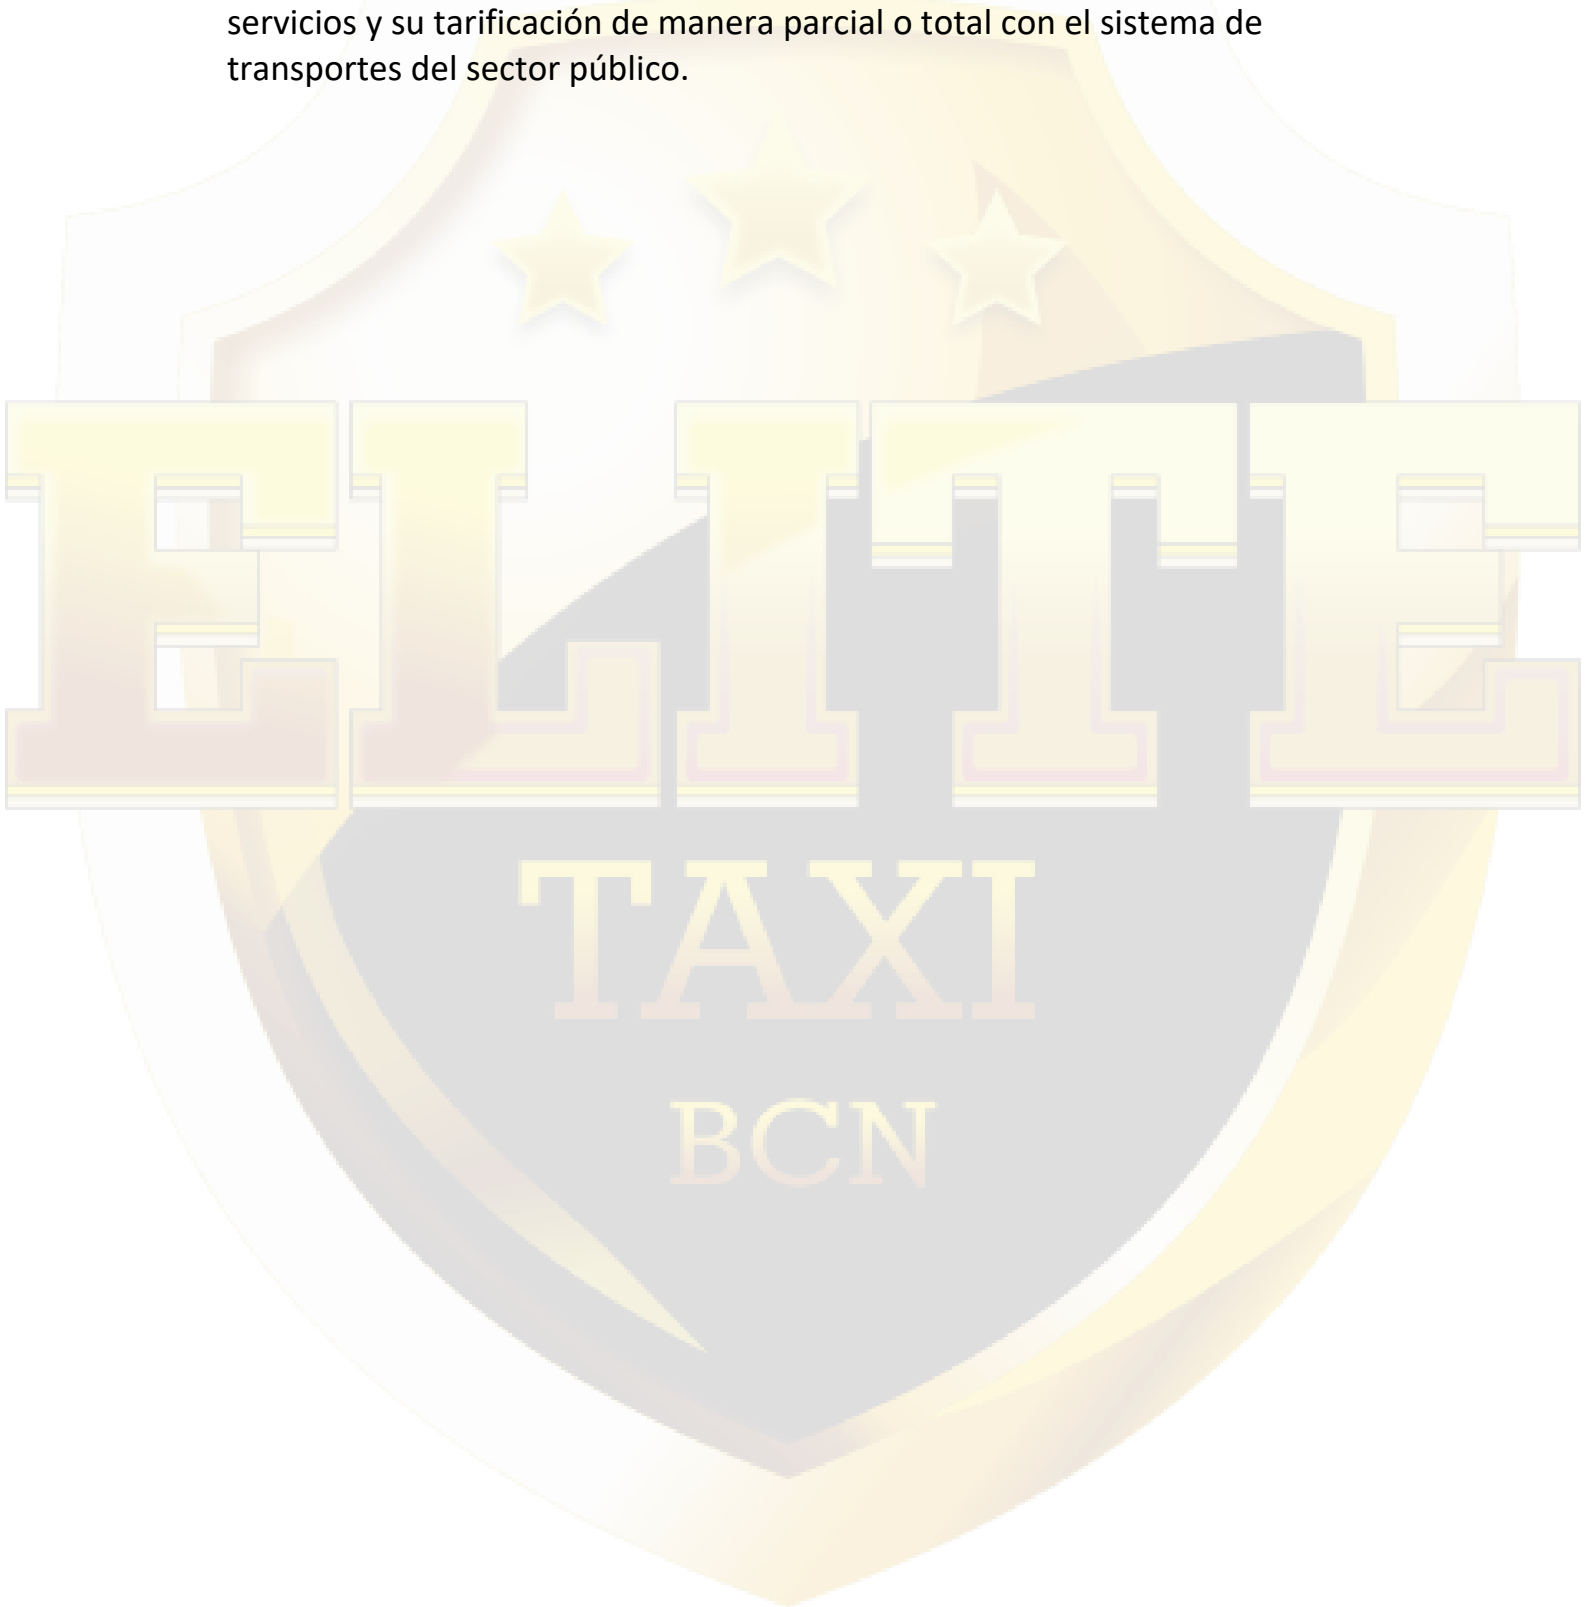 servicios y su tarificación de manera parcial o total con el sistema de
transportes del sector público.
ELITE
TAXI
BCN